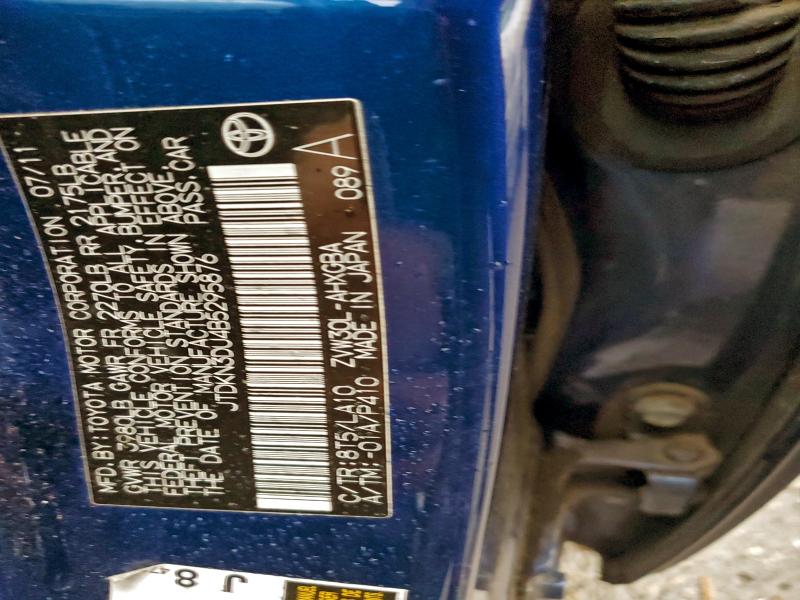 MFD. BY: TOYOTA MOTOR CORPORATION 07/11
GVWR 3980LB GAWR FR 2270LB RR 2175LB
THIS VEHICLE CONFORMS TO ALL APPLICABLE
FEDERAL MOTOR VEHICLE SAFETY, BUMPER, AND
THEFT PREVENTION STANDARDS IN EFFECT ON
THE DATE OF MANUFACTURE SHOWN ABOVE.
JTDKN3DU4B5295876 PASS CAR
C/TR: 8T5/LA10 ZVW30L-AHXGBA
A/TM: -01A/P410 MADE IN JAPAN 089
A
J 8